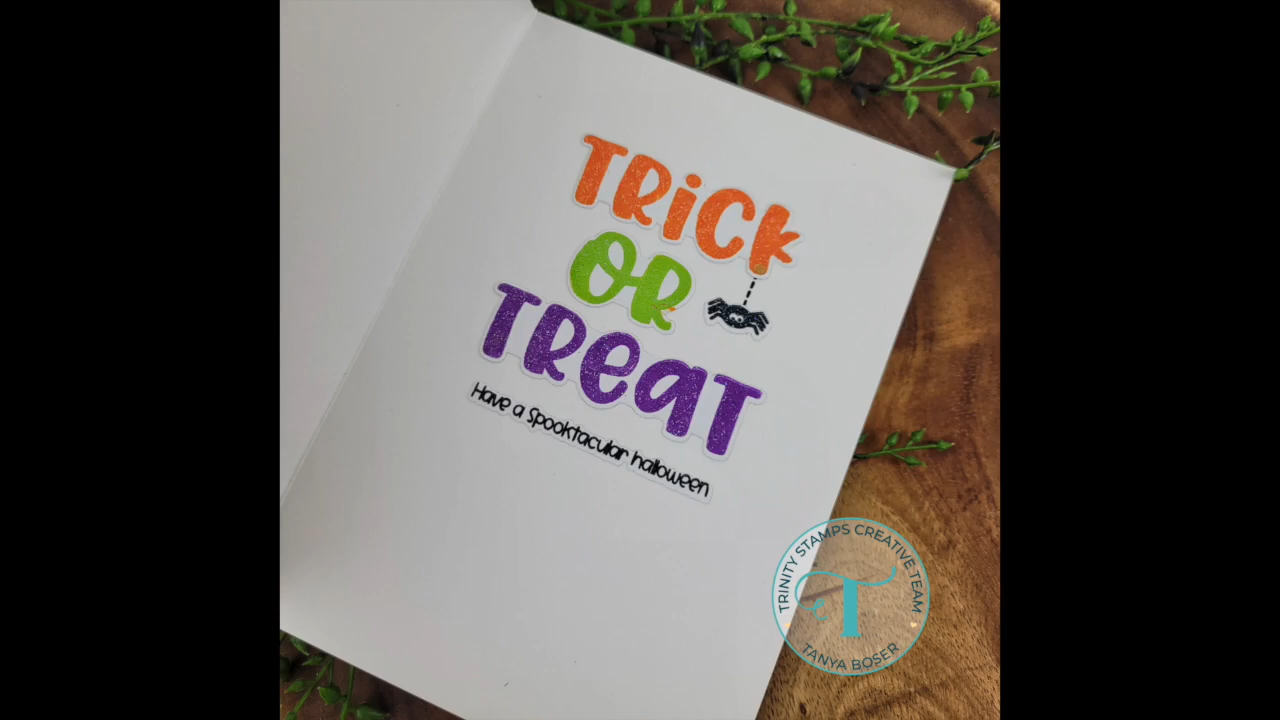 TRiCK
OR
TREAT
Have a Spooktacular halloween
TRINITY STAMPS CREATIVE TEAM
T
TANYA BOSER